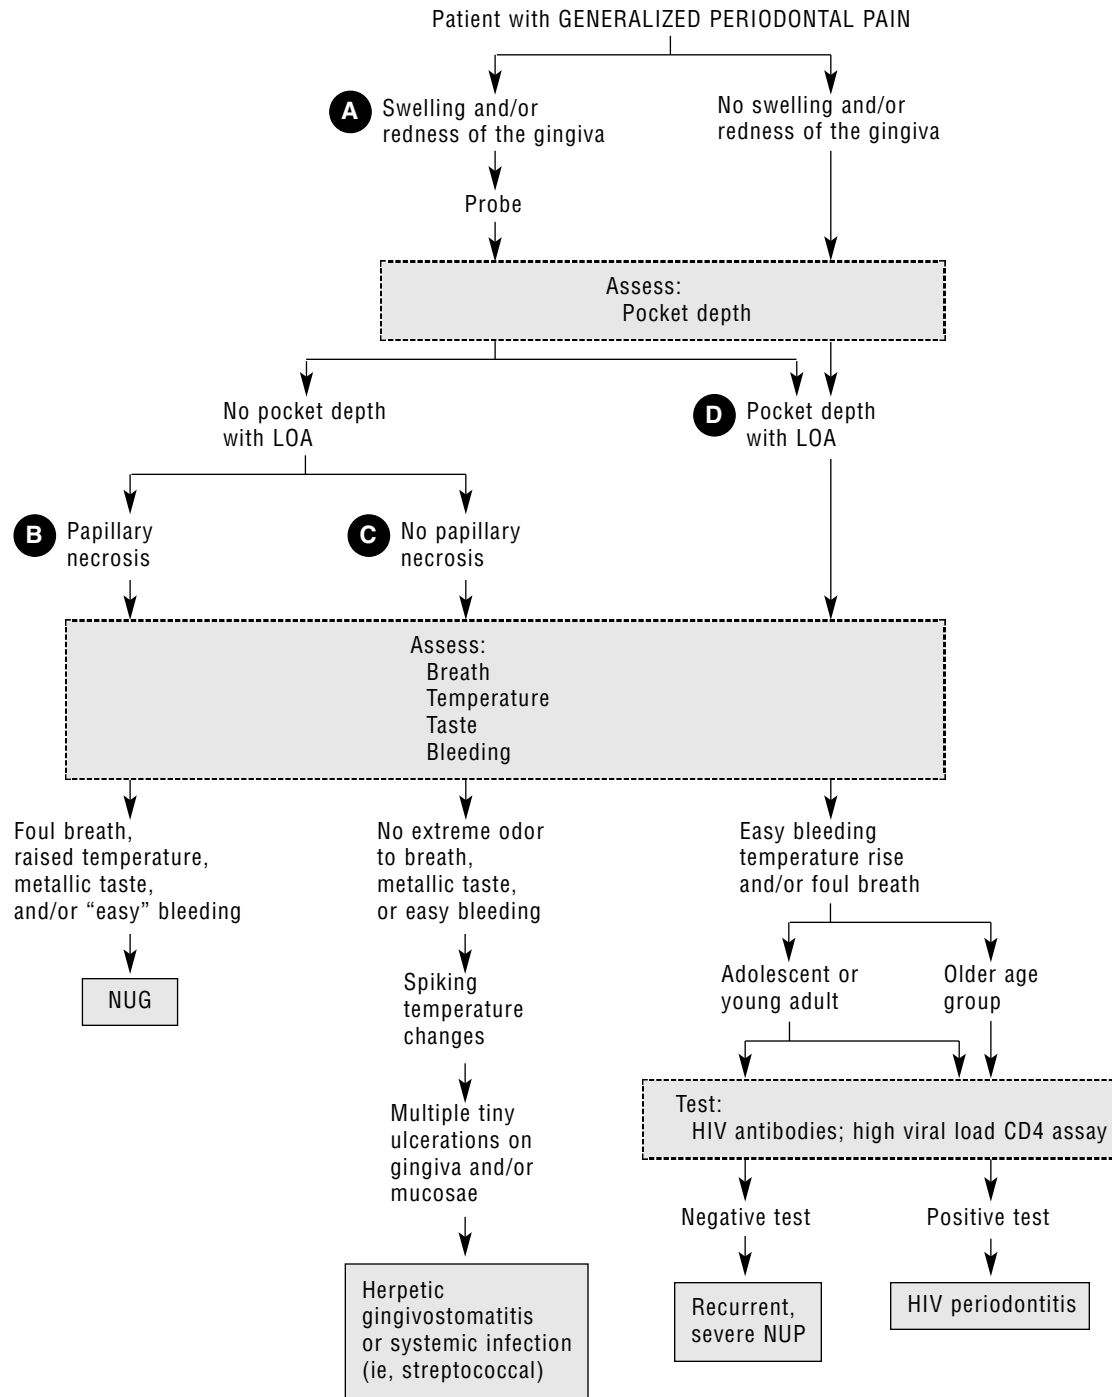 Patient with GENERALIZED PERIODONTAL PAIN
A
Swelling and/or
redness of the gingiva
No swelling and/or
redness of the gingiva
Probe
Assess:
Pocket depth
No pocket depth
with LOA
D
Pocket depth
with LOA
B
Papillary
necrosis
C
No papillary
necrosis
Assess:
Breath
Temperature
Taste
Bleeding
Foul breath,
raised temperature,
metallic taste,
and/or “easy” bleeding
No extreme odor
to breath,
metallic taste,
or easy bleeding
Easy bleeding
temperature rise
and/or foul breath
NUG
Spiking
temperature
changes
Adolescent or
young adult
Older age
group
Multiple tiny
ulcerations on
gingiva and/or
mucosae
Test:
HIV antibodies; high viral load CD4 assay
Negative test
Positive test
Herpetic
gingivostomatitis
or systemic infection
(ie, streptococcal)
Recurrent,
severe NUP
HIV periodontitis